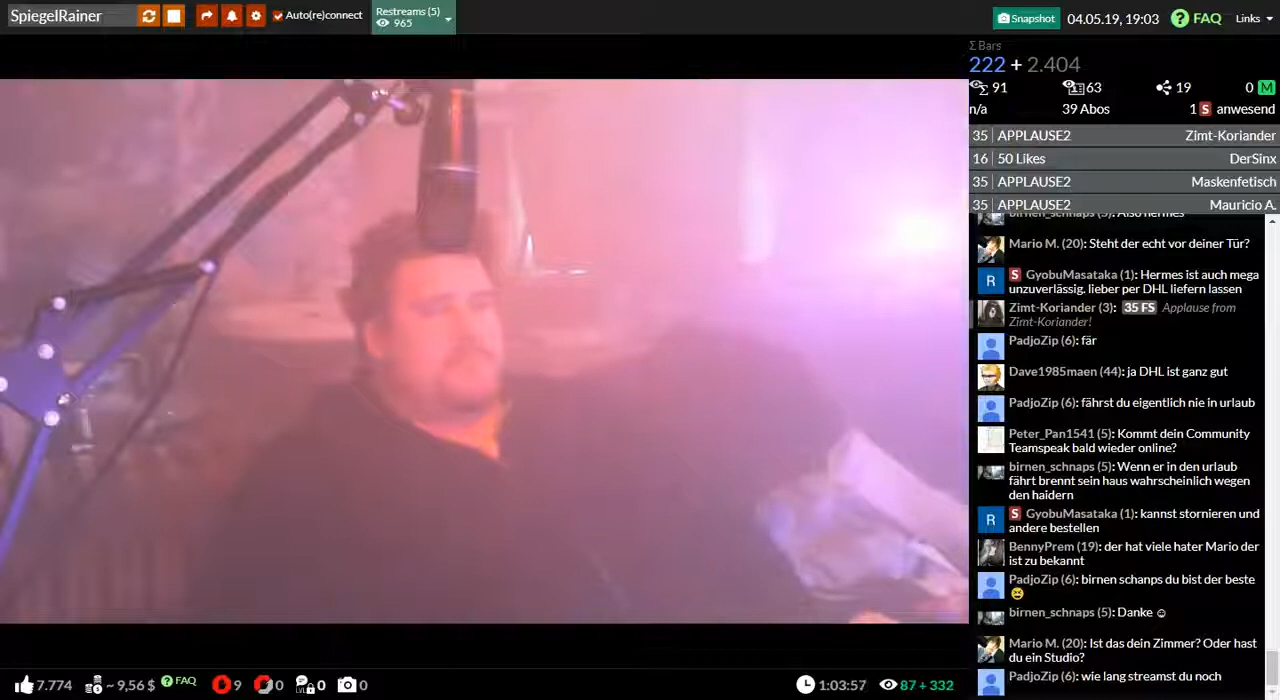 SpiegelRainer
Auto(re)connect
Restreams (5)
965
Snapshot
04.05.19, 19:03
FAQ
Links
Σ Bars
222 + 2.404
91
63
19
0 M
n/a
39 Abos
1 S anwesend
35 | APPLAUSE2 Zimt-Koriander
16 | 50 Likes DerSinx
35 | APPLAUSE2 Maskenfetisch
35 | APPLAUSE2 Mauricio A.
birnen_schnaps (5): Also hermes
Mario M. (20): Steht der echt vor deiner Tür?
S GyobuMasataka (1): Hermes ist auch mega
unzuverlässig. lieber per DHL liefern lassen
Zimt-Koriander (3): 35 FS Applause from
Zimt-Koriander!
PadjoZip (6): fär
Dave1985maen (44): ja DHL ist ganz gut
PadjoZip (6): fährst du eigentlich nie in urlaub
Peter_Pan1541 (5): Kommt dein Community
Teamspeak bald wieder online?
birnen_schnaps (5): Wenn er in den urlaub
fährt brennt sein haus wahrscheinlich wegen
den haidern
R
S GyobuMasataka (1): kannst stornieren und
andere bestellen
BennyPrem (19): der hat viele hater Mario der
ist zu bekannt
PadjoZip (6): birnen schanps du bist der beste
birnen_schnaps (5): Danke
Mario M. (20): Ist das dein Zimmer? Oder hast
du ein Studio?
PadjoZip (6): wie lang streamst du noch
7.774
~ 9,56 $
FAQ
9
0
LVL
0
0
1:03:57
87 + 332